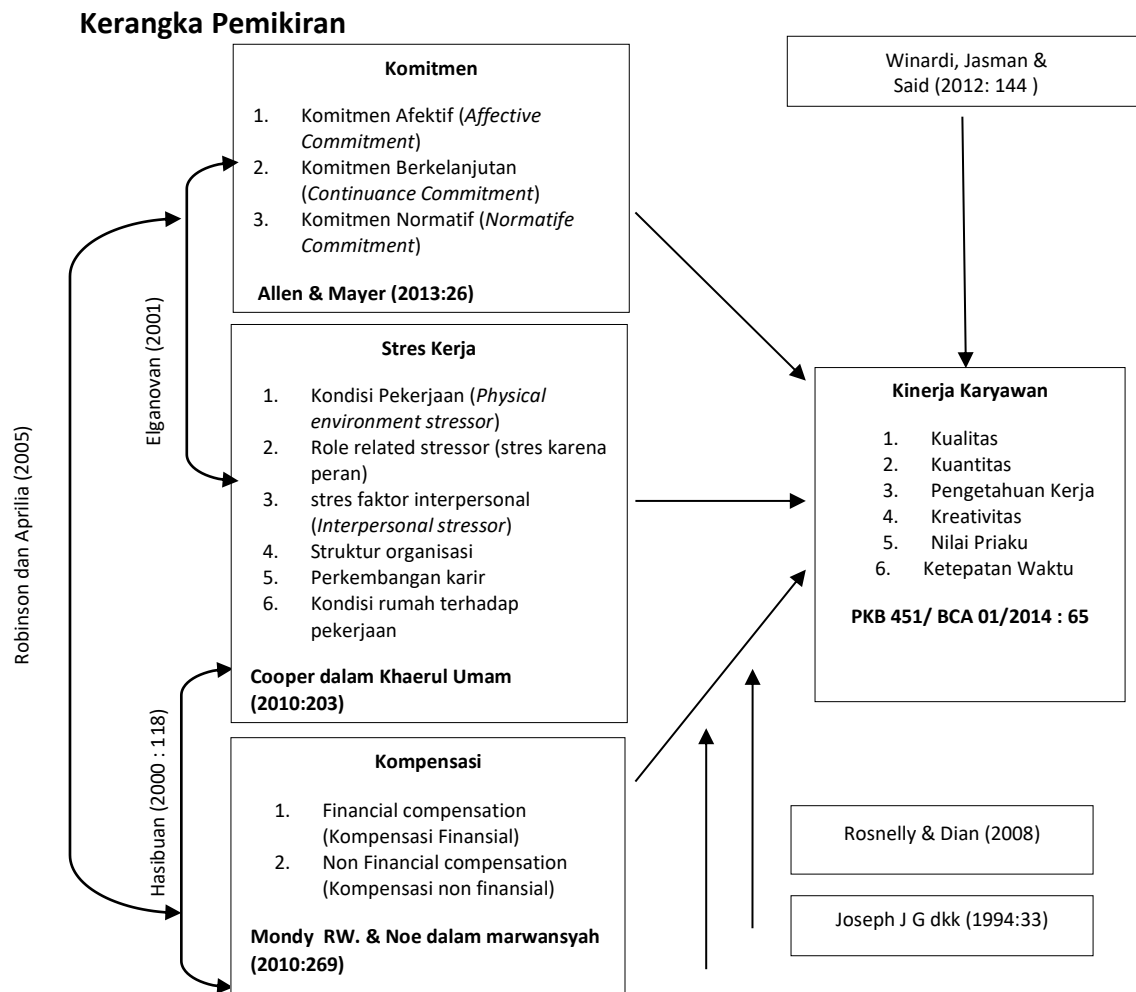 Kerangka Pemikiran
Komitmen
1. Komitmen Afektif (Affective
Commitment)
2. Komitmen Berkelanjutan
(Continuance Commitment)
3. Komitmen Normatif (Normatife
Commitment)
Allen & Mayer (2013:26)
Winardi, Jasman &
Said (2012: 144 )
Robinson dan Aprilia (2005)
Elganovan (2001)
Stres Kerja
1. Kondisi Pekerjaan (Physical
environment stressor)
2. Role related stressor (stres karena
peran)
3. stres faktor interpersonal
(Interpersonal stressor)
4. Struktur organisasi
5. Perkembangan karir
6. Kondisi rumah terhadap
pekerjaan
Cooper dalam Khaerul Umam
(2010:203)
Kinerja Karyawan
1. Kualitas
2. Kuantitas
3. Pengetahuan Kerja
4. Kreativitas
5. Nilai Priaku
6. Ketepatan Waktu
PKB 451/ BCA 01/2014 : 65
Hasibuan (2000 : 118)
Kompensasi
1. Financial compensation
(Kompensasi Finansial)
2. Non Financial compensation
(Kompensasi non finansial)
Mondy RW. & Noe dalam marwansyah
(2010:269)
Rosnelly & Dian (2008)
Joseph J G dkk (1994:33)